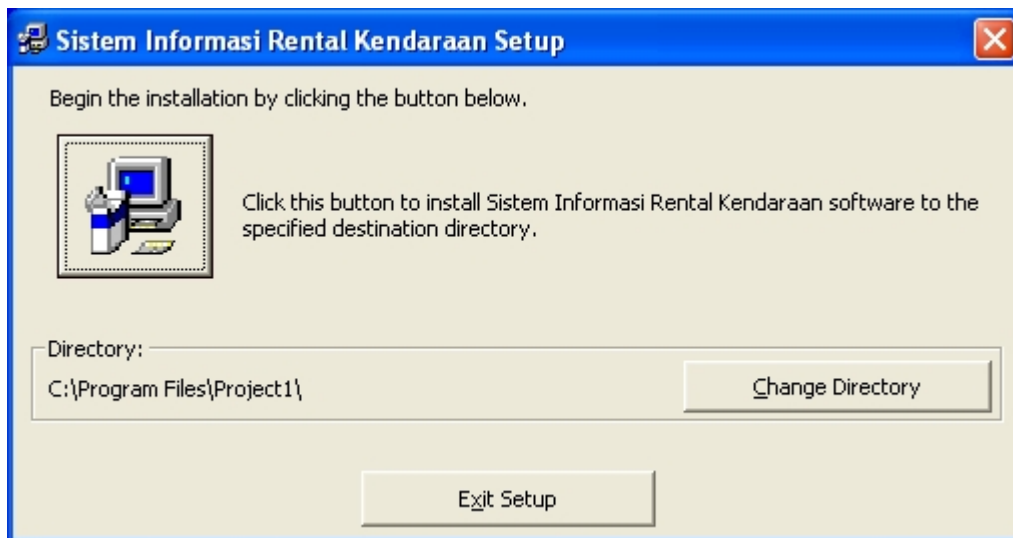 Sistem Informasi Rental Kendaraan Setup
Begin the installation by clicking the button below.
Click this button to install Sistem Informasi Rental Kendaraan software to the
specified destination directory.
Directory:
C:\Program Files\Project1\
Change Directory
Exit Setup